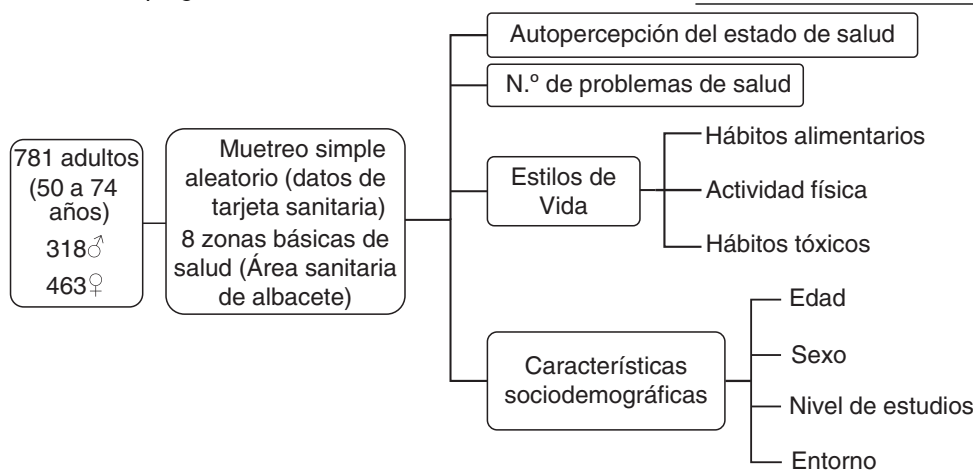 781 adultos
(50 a 74
años)
318♂
463♀
Muetreo simple
aleatorio (datos de
tarjeta sanitaria)
8 zonas básicas de
salud (Área sanitaria
de albacete)
Autopercepción del estado de salud
N.º de problemas de salud
Estilos de
Vida
Hábitos alimentarios
Actividad física
Hábitos tóxicos
Características
sociodemográficas
Edad
Sexo
Nivel de estudios
Entorno